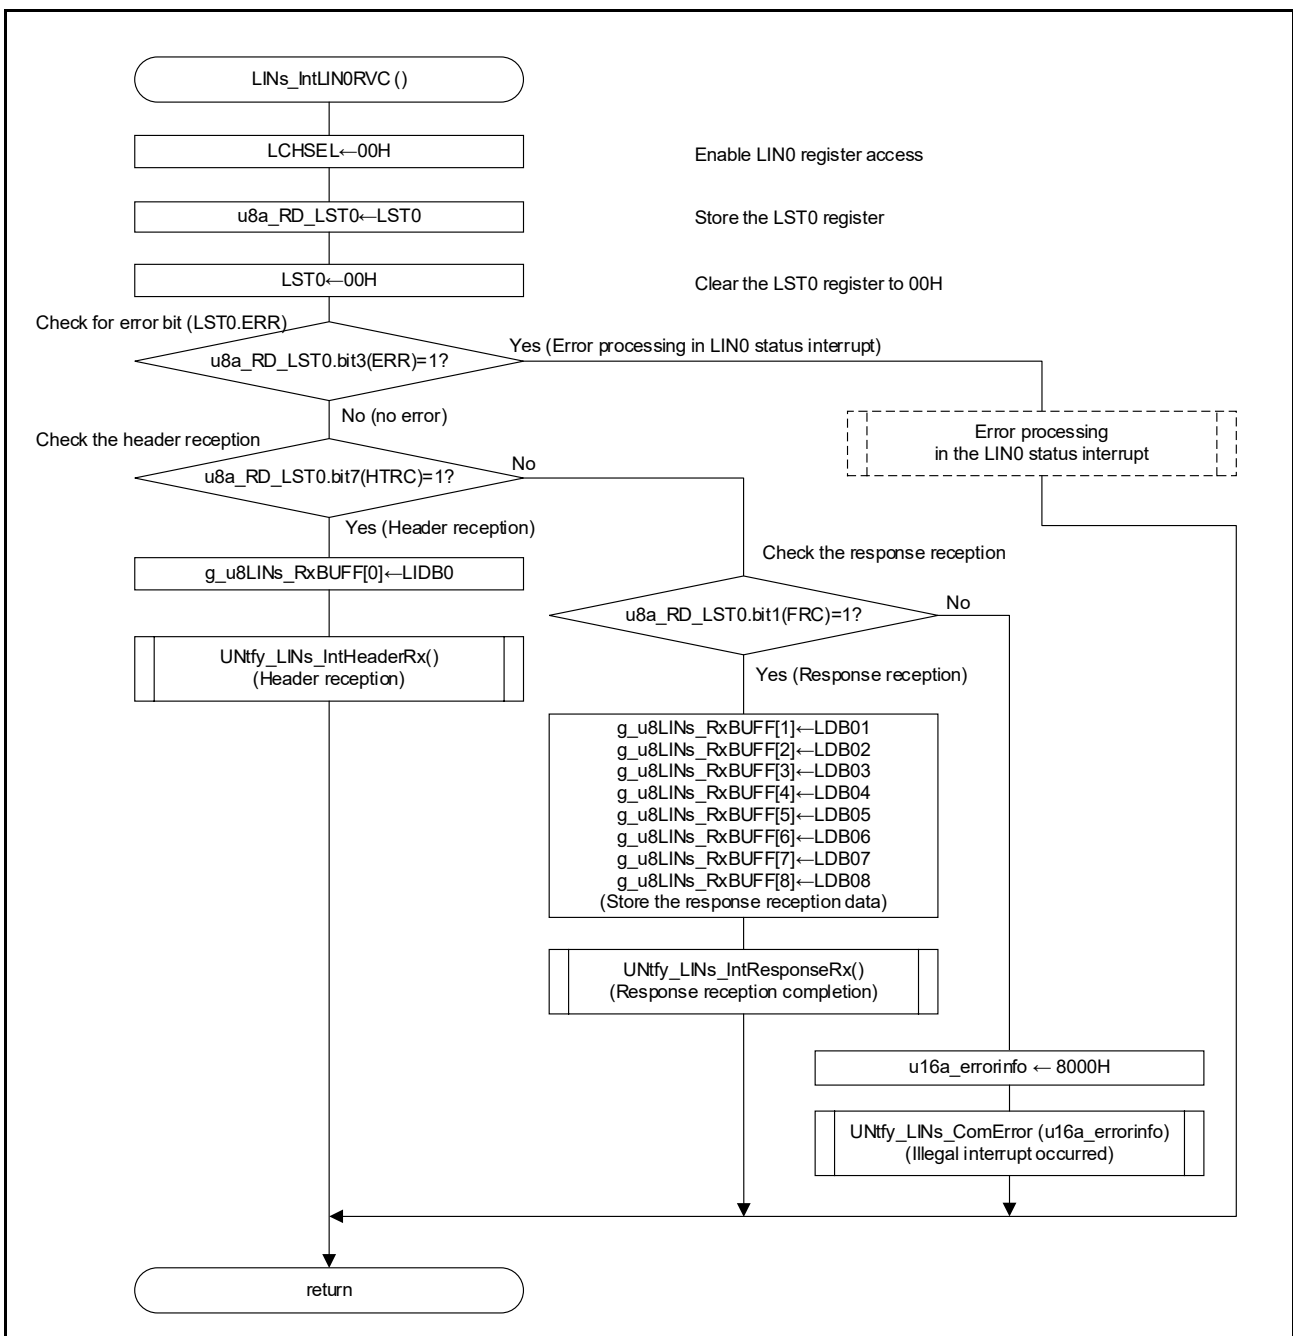 LINs_IntLIN0RVC ()
LCHSEL←00H
Enable LIN0 register access
u8a_RD_LST0←LST0
Store the LST0 register
LST0←00H
Clear the LST0 register to 00H
Check for error bit (LST0.ERR)
u8a_RD_LST0.bit3(ERR)=1?
Yes (Error processing in LIN0 status interrupt)
No (no error)
Error processing
in the LIN0 status interrupt
Check the header reception
u8a_RD_LST0.bit7(HTRC)=1?
No
Yes (Header reception)
Check the response reception
g_u8LINs_RxBUFF[0]←LIDB0
u8a_RD_LST0.bit1(FRC)=1?
No
UNtfy_LINs_IntHeaderRx()
(Header reception)
Yes (Response reception)
g_u8LINs_RxBUFF[1]←LDB01
g_u8LINs_RxBUFF[2]←LDB02
g_u8LINs_RxBUFF[3]←LDB03
g_u8LINs_RxBUFF[4]←LDB04
g_u8LINs_RxBUFF[5]←LDB05
g_u8LINs_RxBUFF[6]←LDB06
g_u8LINs_RxBUFF[7]←LDB07
g_u8LINs_RxBUFF[8]←LDB08
(Store the response reception data)
UNtfy_LINs_IntResponseRx()
(Response reception completion)
u16a_errorinfo ← 8000H
UNtfy_LINs_ComError (u16a_errorinfo)
(Illegal interrupt occurred)
return